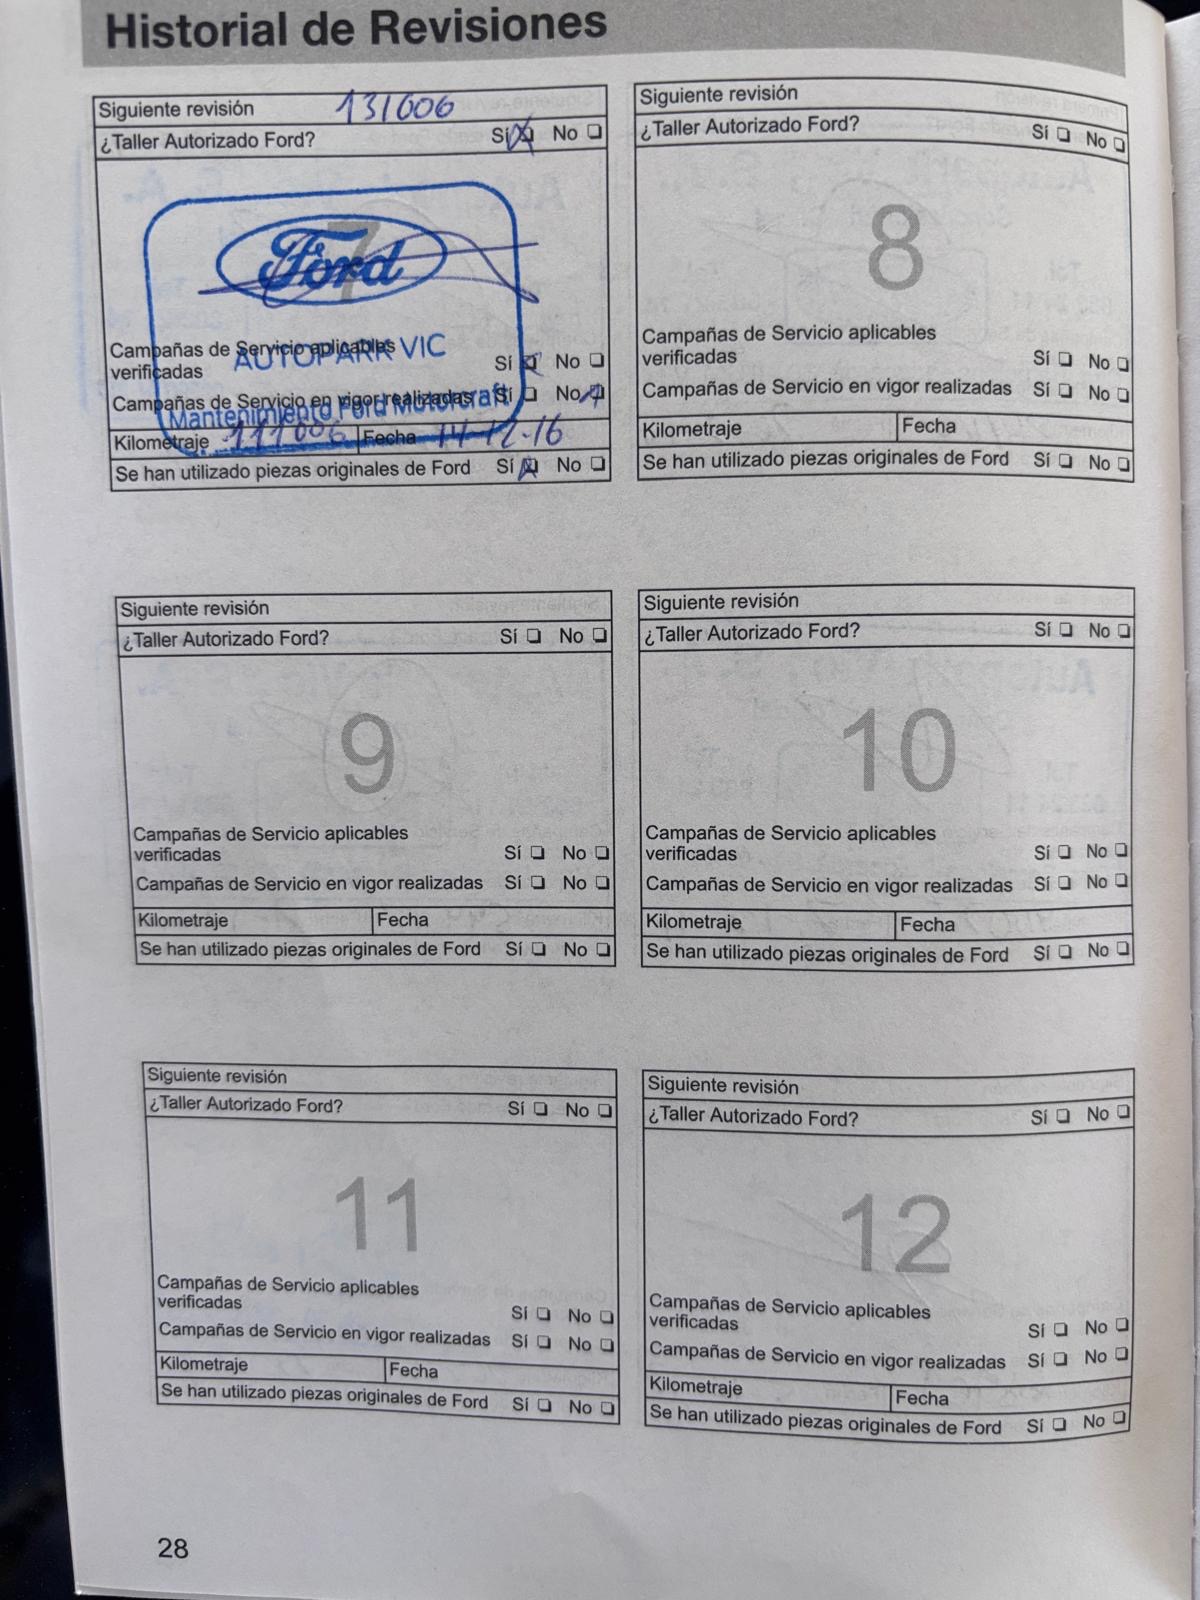 Historial de Revisiones
Siguiente revisión 131006
¿Taller Autorizado Ford? Sí ☒ No ❑
7
Ford
AUTOPARK VIC
Mantenimiento Ford Motorcraft
Campañas de Servicio aplicables
verificadas Sí ☒ No ❑
Campañas de Servicio en vigor realizadas Sí ❑ No ☒
Kilometraje 111006 Fecha 14-12-16
Se han utilizado piezas originales de Ford Sí ☒ No ❑
Siguiente revisión
¿Taller Autorizado Ford? Sí ❑ No ❑
8
Campañas de Servicio aplicables
verificadas Sí ❑ No ❑
Campañas de Servicio en vigor realizadas Sí ❑ No ❑
Kilometraje Fecha
Se han utilizado piezas originales de Ford Sí ❑ No ❑
Siguiente revisión
¿Taller Autorizado Ford? Sí ❑ No ❑
9
Campañas de Servicio aplicables
verificadas Sí ❑ No ❑
Campañas de Servicio en vigor realizadas Sí ❑ No ❑
Kilometraje Fecha
Se han utilizado piezas originales de Ford Sí ❑ No ❑
Siguiente revisión
¿Taller Autorizado Ford? Sí ❑ No ❑
10
Campañas de Servicio aplicables
verificadas Sí ❑ No ❑
Campañas de Servicio en vigor realizadas Sí ❑ No ❑
Kilometraje Fecha
Se han utilizado piezas originales de Ford Sí ❑ No ❑
Siguiente revisión
¿Taller Autorizado Ford? Sí ❑ No ❑
11
Campañas de Servicio aplicables
verificadas Sí ❑ No ❑
Campañas de Servicio en vigor realizadas Sí ❑ No ❑
Kilometraje Fecha
Se han utilizado piezas originales de Ford Sí ❑ No ❑
Siguiente revisión
¿Taller Autorizado Ford? Sí ❑ No ❑
12
Campañas de Servicio aplicables
verificadas Sí ❑ No ❑
Campañas de Servicio en vigor realizadas Sí ❑ No ❑
Kilometraje Fecha
Se han utilizado piezas originales de Ford Sí ❑ No ❑
28